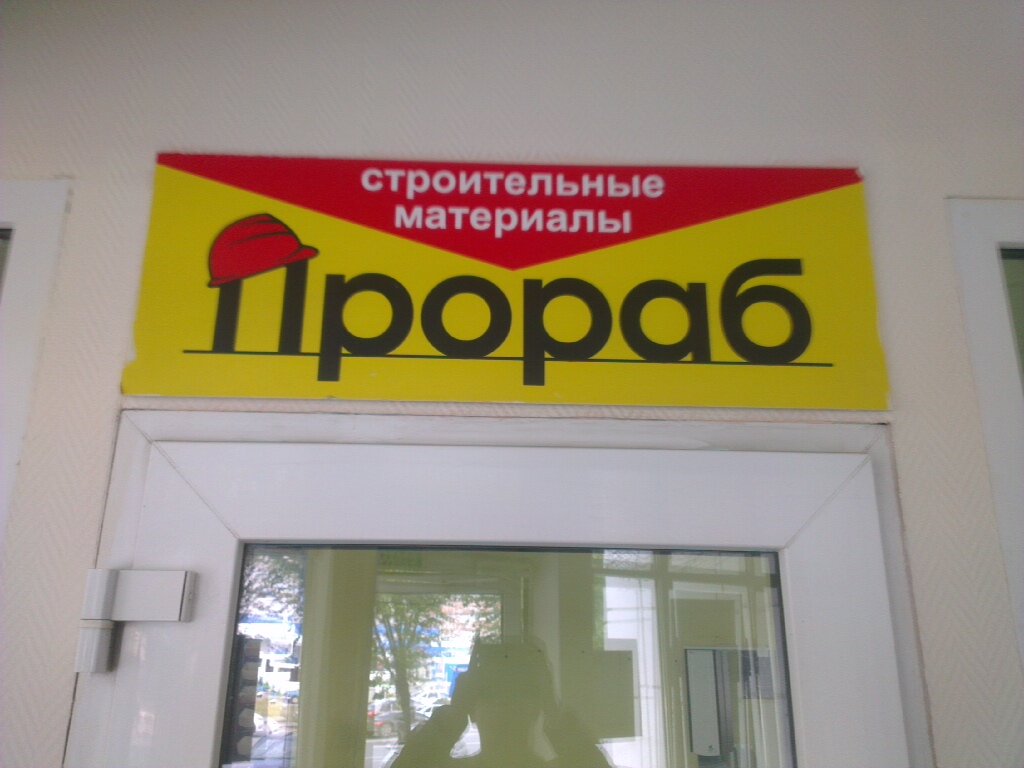 строительные
материалы
Прораб